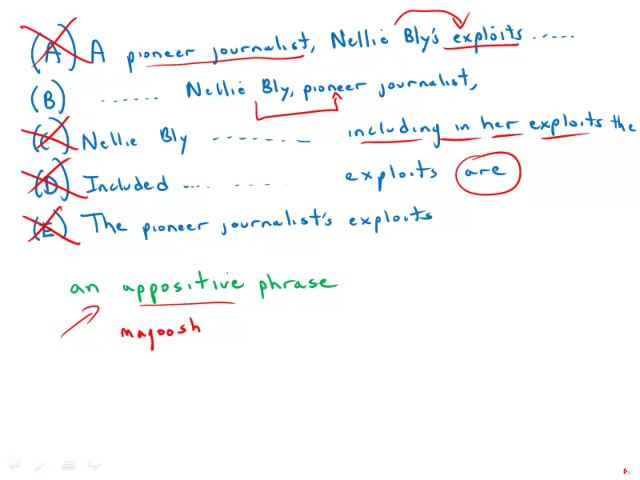 (A) A pioneer journalist, Nellie Bly's exploits .....
(B) ...... Nellie Bly, pioneer journalist,
(C) Nellie Bly ........ including in her exploits the
(D) Included .... ..... exploits are
(E) The pioneer journalist's exploits
an appositive phrase
magoosh